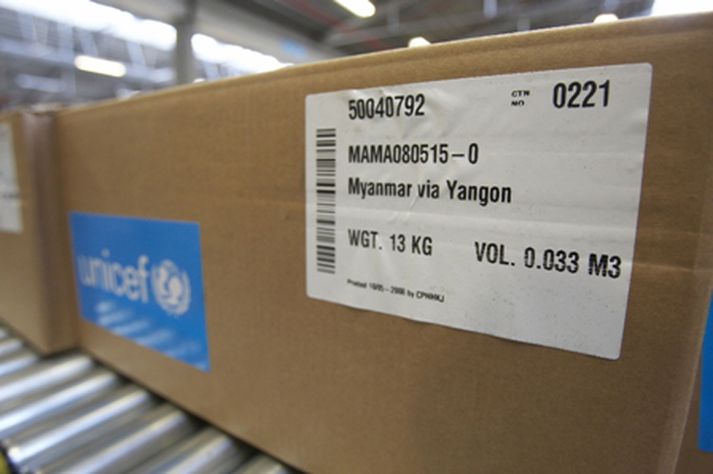 50040792
CTN NO 0221
MAMA080515-0
Myanmar via Yangon
WGT. 13 KG
VOL. 0.033 M3
unicef